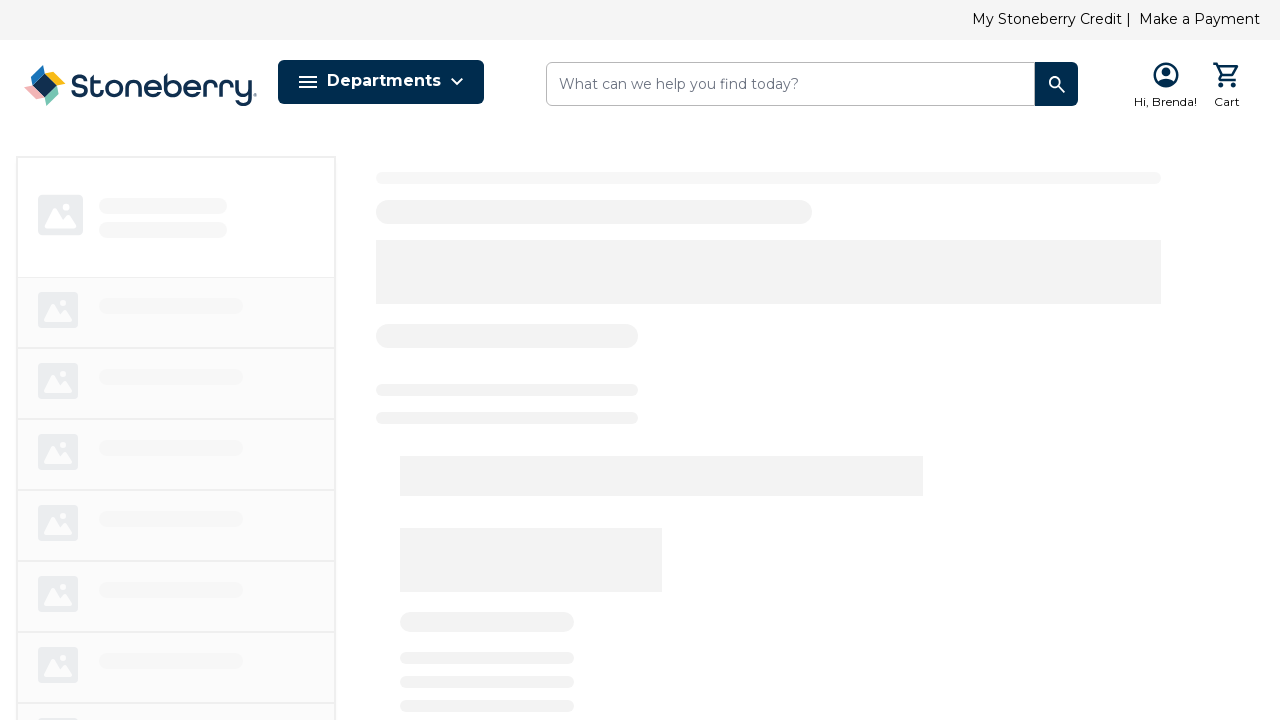 My Stoneberry Credit | Make a Payment
Stoneberry®
Departments
What can we help you find today?
Hi, Brenda!
Cart